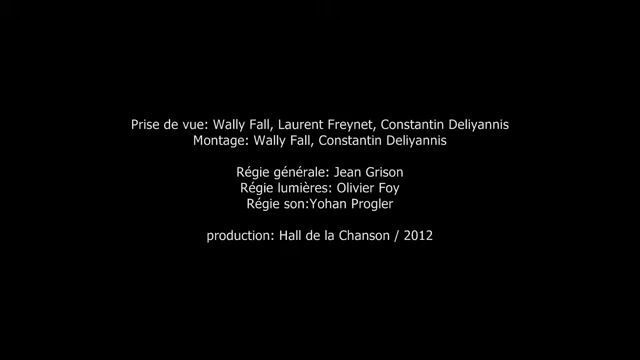 Prise de vue: Wally Fall, Laurent Freynet, Constantin Deliyannis
Montage: Wally Fall, Constantin Deliyannis
Régie générale: Jean Grison
Régie lumières: Olivier Foy
Régie son:Yohan Progler
production: Hall de la Chanson / 2012